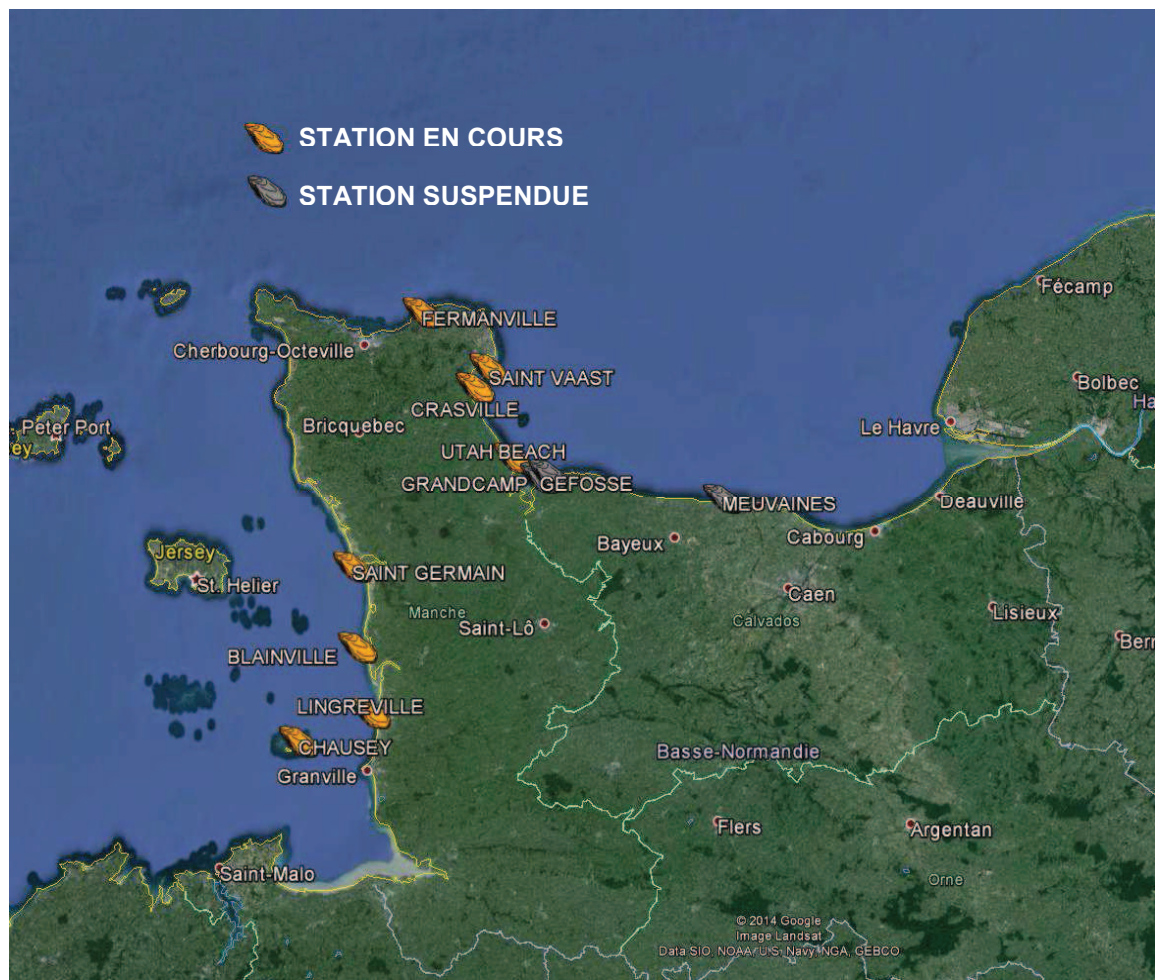 STATION EN COURS
STATION SUSPENDUE
Fécamp
FERMANVILLE
Cherbourg-Octeville
SAINT VAAST
Bolbec
CRASVILLE
Ha
Peter Port
Bricquebec
Le Havre
ey
UTAH BEACH
GRANDCAMP GEFOSSE
MEUVAINES
Deauville
Bayeux
Cabourg
Jersey
SAINT GERMAIN
St. Helier
Caen
Manche
Lisieux
Saint-Lô
Calvados
Bern
BLAINVILLE
LINGREVILLE
CHAUSEY
Basse-Normandie
Granville
Flers
Argentan
Saint-Malo
Orne
© 2014 Google
Image Landsat
Data SIO, NOAA, U.S. Navy, NGA, GEBCO